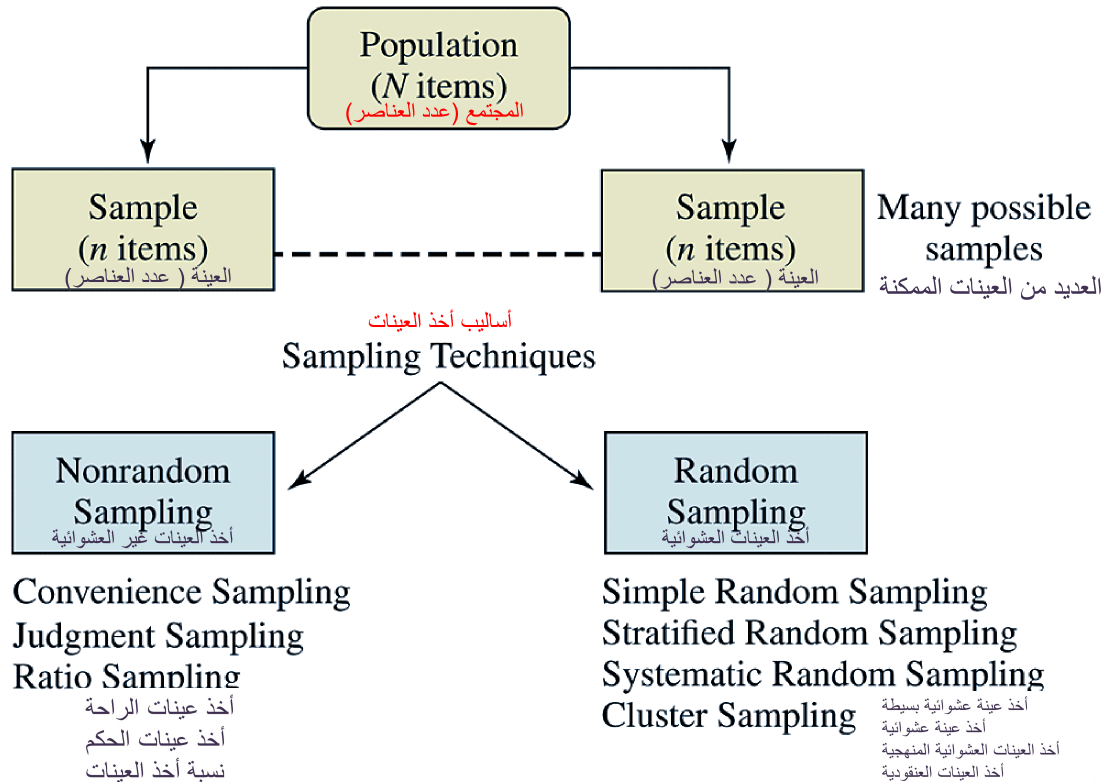 Population
(N items)
المجتمع (عدد العناصر)
Sample
(n items)
العينة ( عدد العناصر)
Sample
(n items)
العينة ( عدد العناصر)
Many possible
samples
العديد من العينات الممكنة
أساليب أخذ العينات
Sampling Techniques
Nonrandom
Sampling
أخذ العينات غير العشوائية
Random
Sampling
أخذ العينات العشوائية
Convenience Sampling
Judgment Sampling
Ratio Sampling
أخذ عينات الراحة
أخذ عينات الحكم
نسبة أخذ العينات
Simple Random Sampling
Stratified Random Sampling
Systematic Random Sampling
Cluster Sampling
أخذ عينة عشوائية بسيطة
أخذ عينة عشوائية
أخذ العينات العشوائية المنهجية
أخذ العينات العنقودية